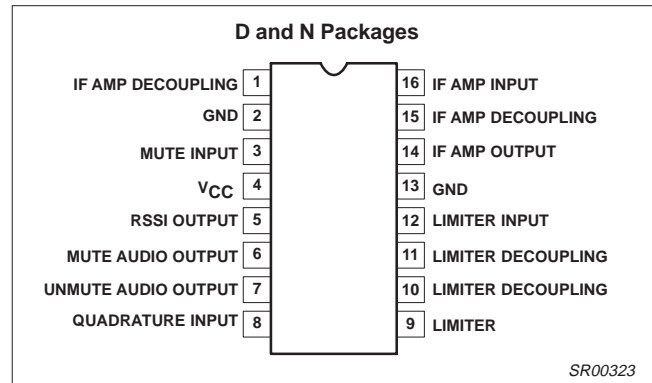 D and N Packages
IF AMP DECOUPLING 1
GND 2
MUTE INPUT 3
VCC 4
RSSI OUTPUT 5
MUTE AUDIO OUTPUT 6
UNMUTE AUDIO OUTPUT 7
QUADRATURE INPUT 8
16 IF AMP INPUT
15 IF AMP DECOUPLING
14 IF AMP OUTPUT
13 GND
12 LIMITER INPUT
11 LIMITER DECOUPLING
10 LIMITER DECOUPLING
9 LIMITER
SR00323